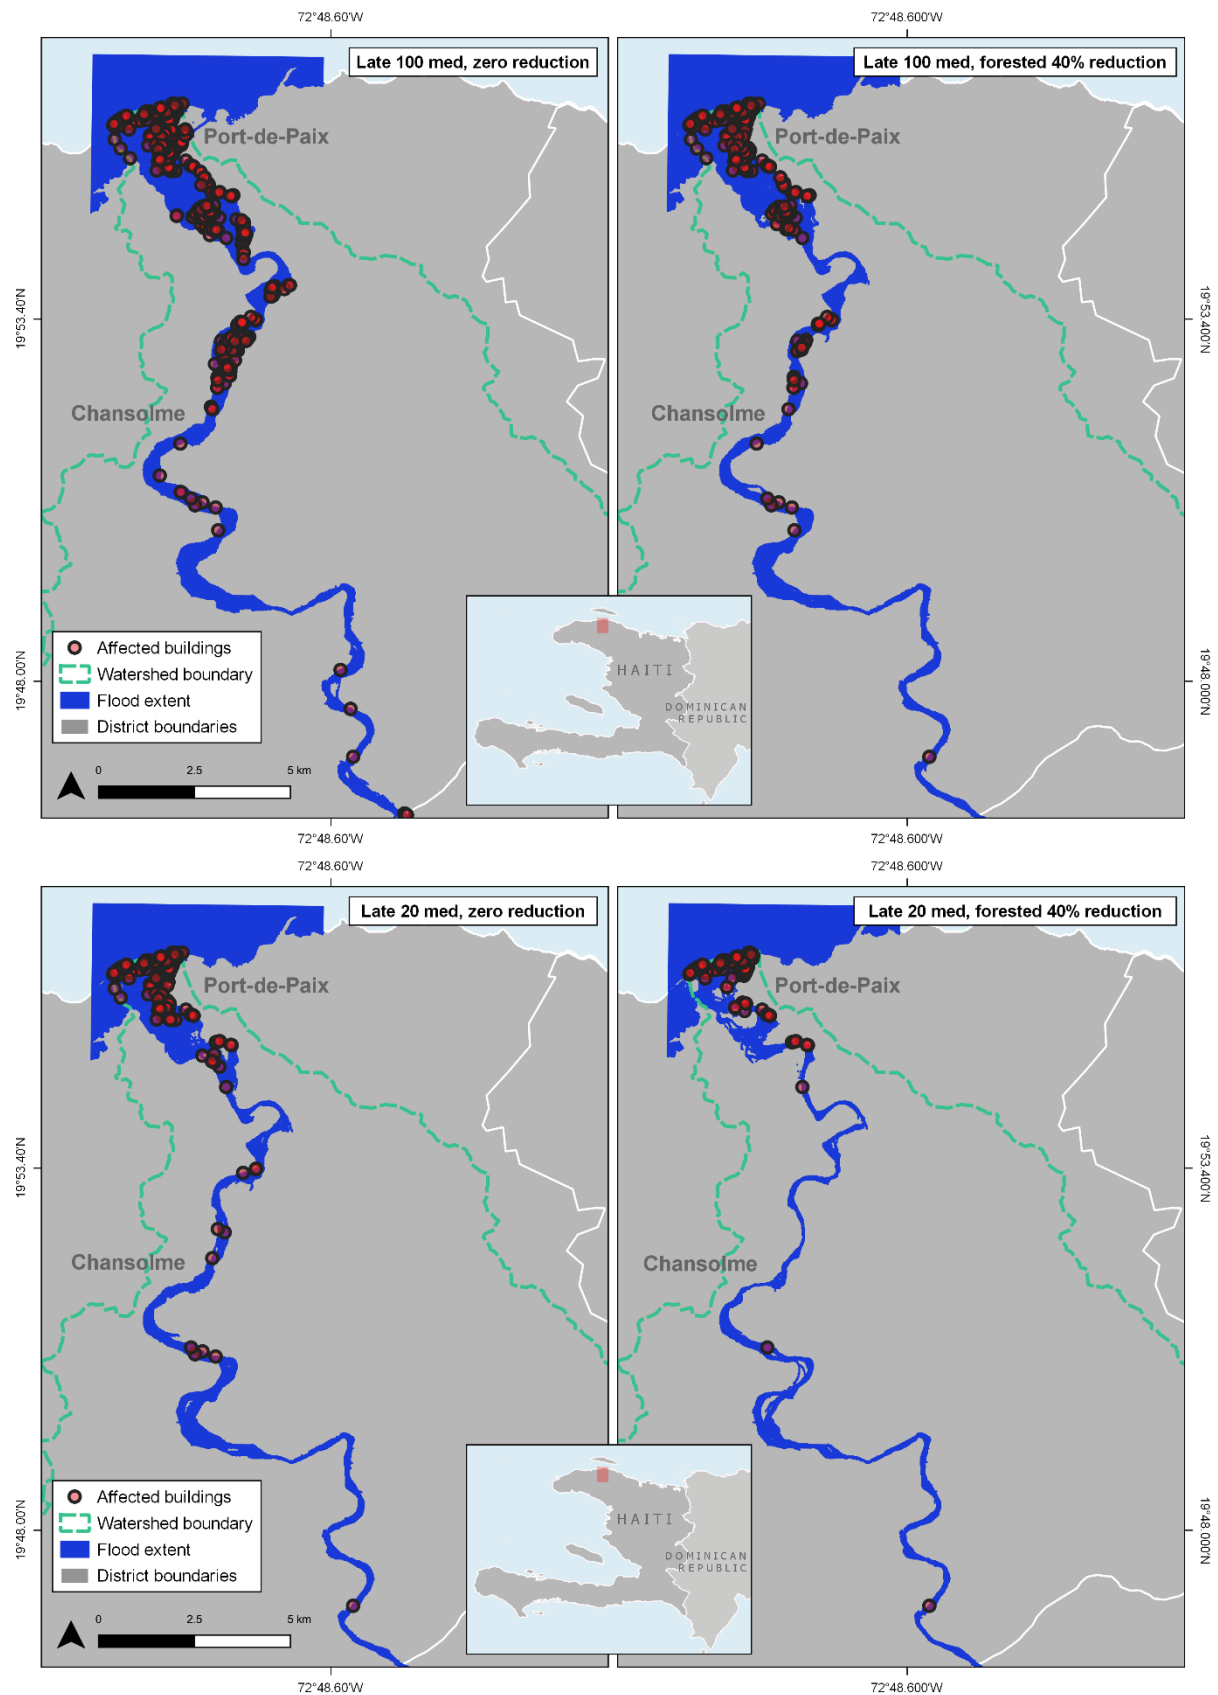 72°48.60'W
72°48.600'W
Late 100 med, zero reduction
Late 100 med, forested 40% reduction
Port-de-Paix
Port-de-Paix
19°53.40'N
19°53.400'N
Chansolme
Chansolme
Affected buildings
Watershed boundary
Flood extent
District boundaries
0 2.5 5 km
HAITI
DOMINICAN
REPUBLIC
19°48.00'N
19°48.000'N
72°48.60'W
72°48.600'W
72°48.60'W
72°48.600'W
Late 20 med, zero reduction
Late 20 med, forested 40% reduction
Port-de-Paix
Port-de-Paix
19°53.40'N
19°53.400'N
Chansolme
Chansolme
Affected buildings
Watershed boundary
Flood extent
District boundaries
0 2.5 5 km
HAITI
DOMINICAN
REPUBLIC
19°48.00'N
19°48.000'N
72°48.60'W
72°48.600'W